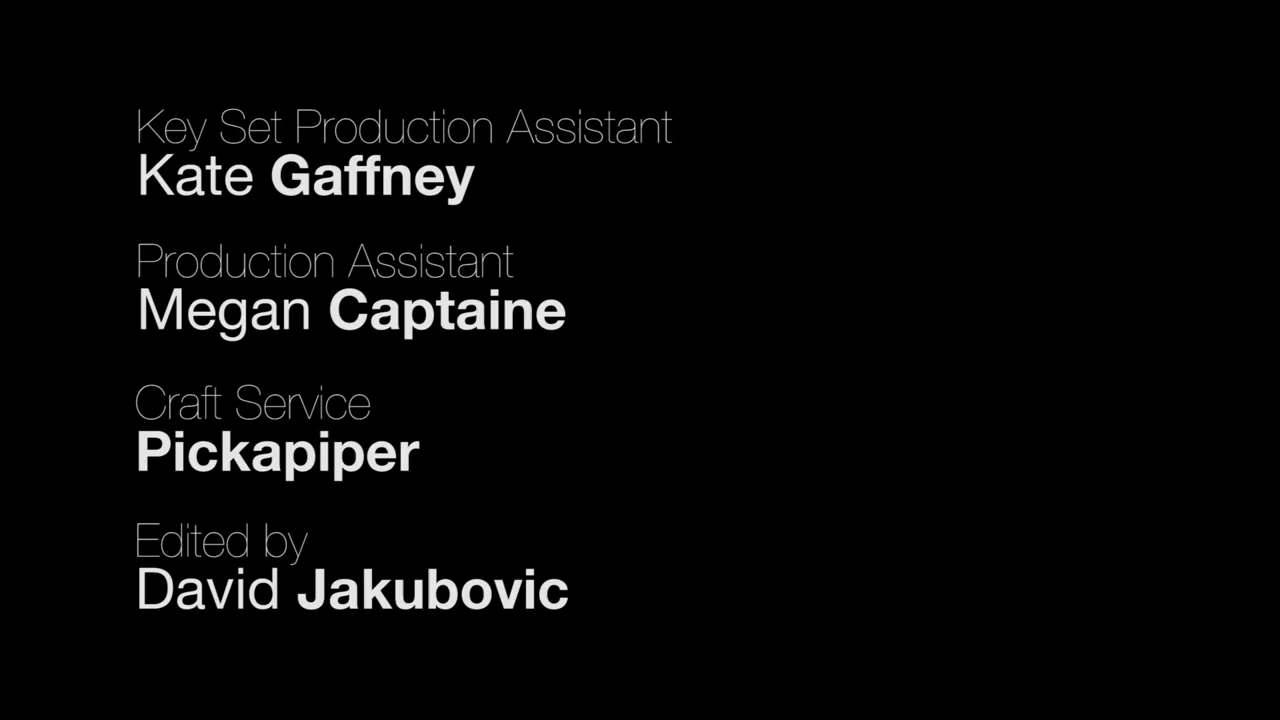 Key Set Production Assistant
Kate Gaffney
Production Assistant
Megan Captaine
Craft Service
Pickapiper
Edited by
David Jakubovic